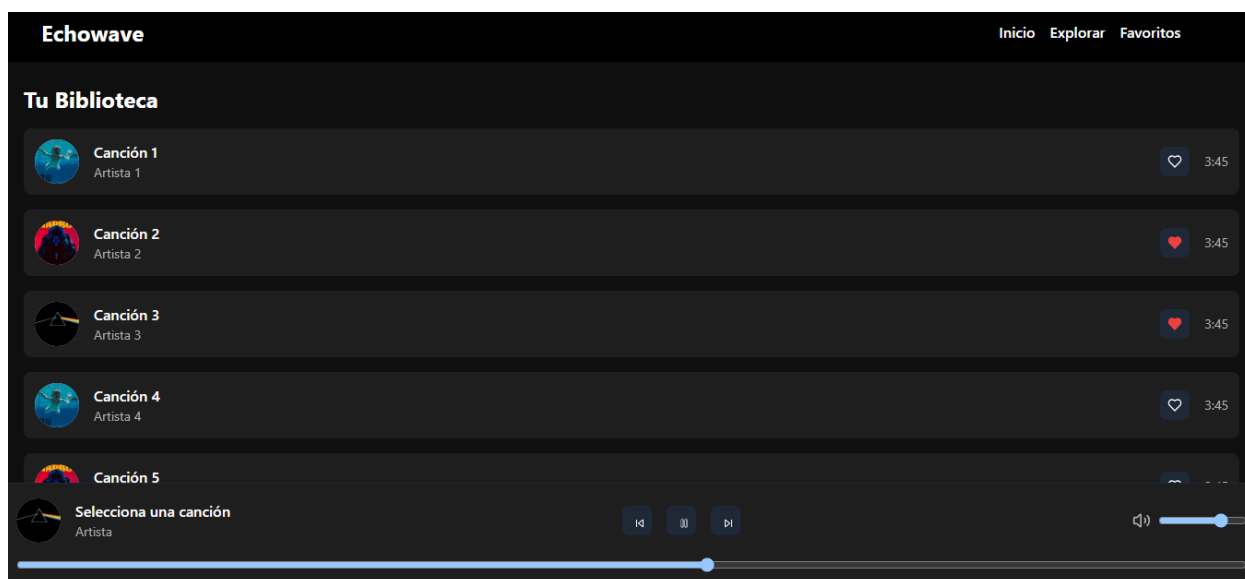 Echowave
Inicio Explorar Favoritos
Tu Biblioteca
Canción 1
Artista 1
3:45
Canción 2
Artista 2
3:45
Canción 3
Artista 3
3:45
Canción 4
Artista 4
3:45
Canción 5
Selecciona una canción
Artista